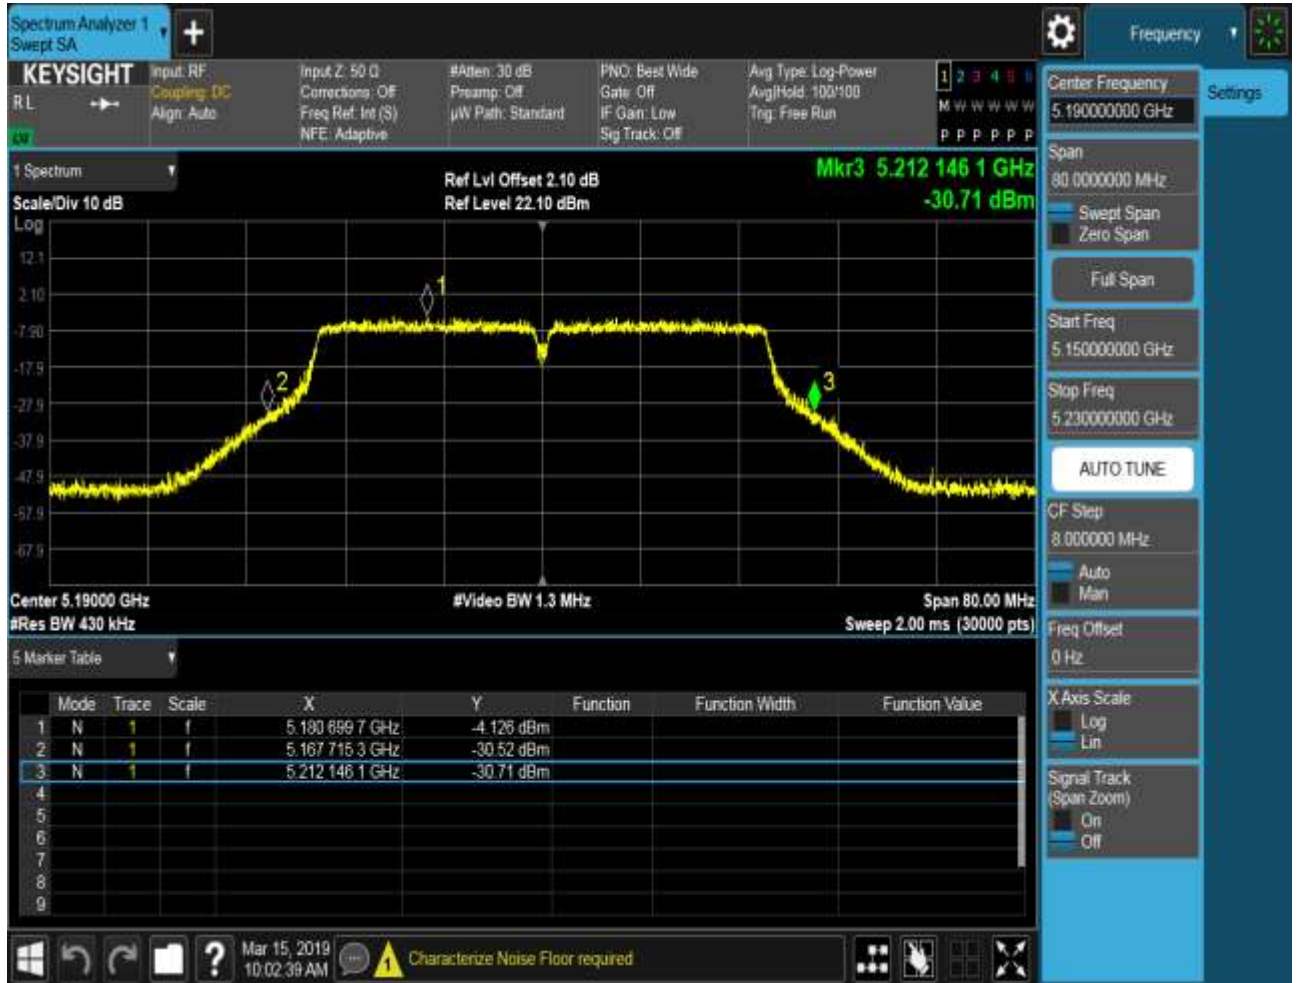 Spectrum Analyzer 1
Swept SA
+
Frequency
KEYSIGHT
RL
Input: RF
Coupling: DC
Align: Auto
Input Z: 50 Ω
Corrections: Off
Freq Ref: Int (S)
NFE: Adaptive
#Atten: 30 dB
Preamp: Off
µW Path: Standard
PNO: Best Wide
Gate: Off
IF Gain: Low
Sig Track: Off
Avg Type: Log-Power
Avg|Hold: 100/100
Trig: Free Run
1 2 3 4 5 6
M W W W W W
P P P P P P
1 Spectrum
Scale/Div 10 dB
Ref Lvl Offset 2.10 dB
Ref Level 22.10 dBm
Mkr3 5.212 146 1 GHz
-30.71 dBm
Log
12.1
2.10
-7.90
-17.9
-27.9
-37.9
-47.9
-57.9
-67.9
1
2
3
Center 5.19000 GHz
#Video BW 1.3 MHz
Span 80.00 MHz
#Res BW 430 kHz
Sweep 2.00 ms (30000 pts)
5 Marker Table
Mode Trace Scale X Y Function Function Width Function Value
1 N 1 f 5.180 699 7 GHz -4.126 dBm
2 N 1 f 5.167 715 3 GHz -30.52 dBm
3 N 1 f 5.212 146 1 GHz -30.71 dBm
4
5
6
7
8
9
Mar 15, 2019
10:02:39 AM
1
Characterize Noise Floor required
Center Frequency
5.190000000 GHz
Settings
Span
80.0000000 MHz
Swept Span
Zero Span
Full Span
Start Freq
5.150000000 GHz
Stop Freq
5.230000000 GHz
AUTO TUNE
CF Step
8.000000 MHz
Auto
Man
Freq Offset
0 Hz
X Axis Scale
Log
Lin
Signal Track
(Span Zoom)
On
Off